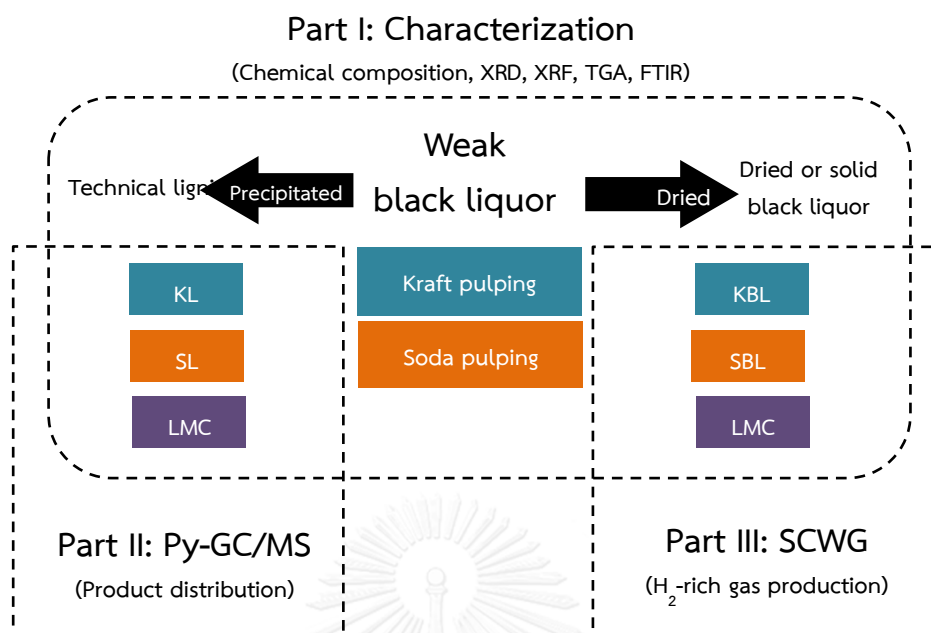 Part I: Characterization
(Chemical composition, XRD, XRF, TGA, FTIR)
Weak
black liquor
Technical
Precipitated
Dried
Dried or solid
black liquor
KL
SL
LMC
Kraft pulping
Soda pulping
KBL
SBL
LMC
Part II: Py-GC/MS
(Product distribution)
Part III: SCWG
(H₂-rich gas production)